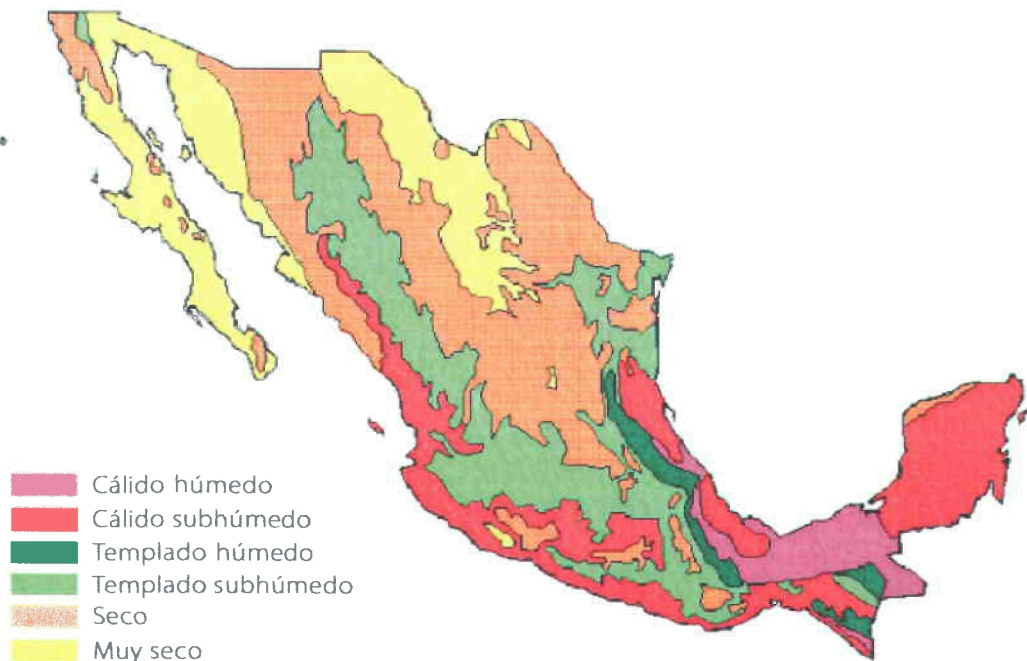 Cálido húmedo
Cálido subhúmedo
Templado húmedo
Templado subhúmedo
Seco
Muy seco